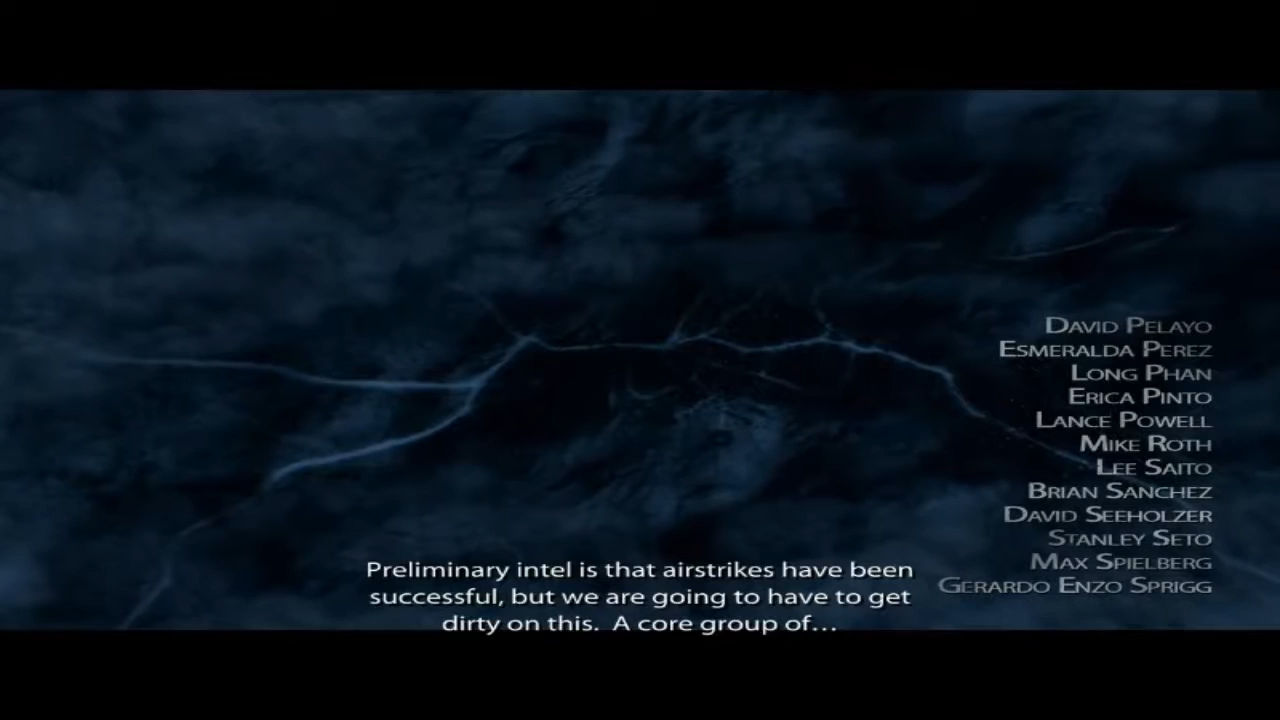 David Pelayo
Esmeralda Perez
Long Phan
Erica Pinto
Lance Powell
Mike Roth
Lee Saito
Brian Sanchez
David Seeholzer
Stanley Seto
Max Spielberg
Gerardo Enzo Sprigg
Preliminary intel is that airstrikes have been
successful, but we are going to have to get
dirty on this.  A core group of...